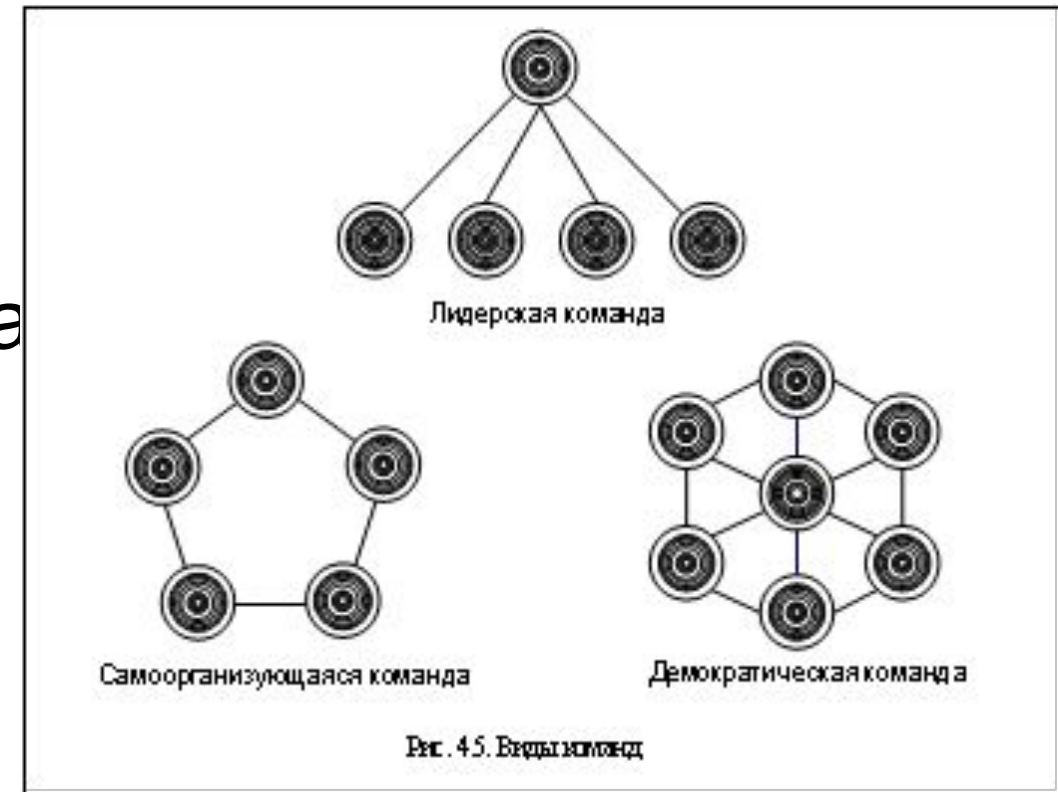 а
Лидерская команда
Самоорганизующаяся команда
Демократическая команда
Рис. 4.5. Виды команд